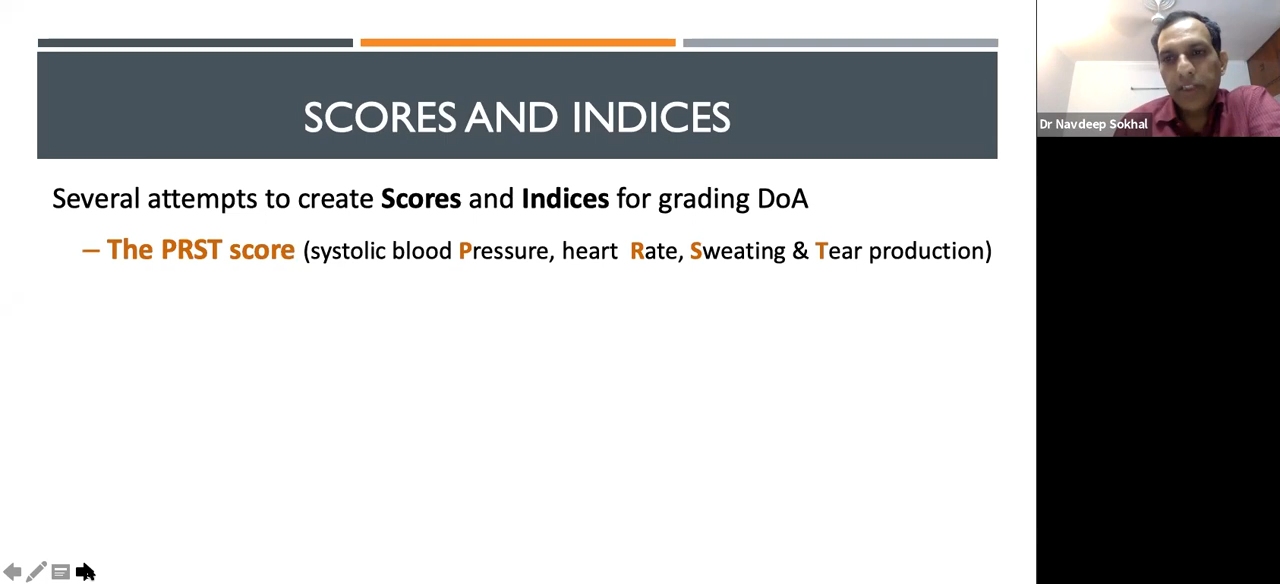 SCORES AND INDICES
Several attempts to create Scores and Indices for grading DoA
– The PRST score (systolic blood Pressure, heart Rate, Sweating & Tear production)
Dr Navdeep Sokhal